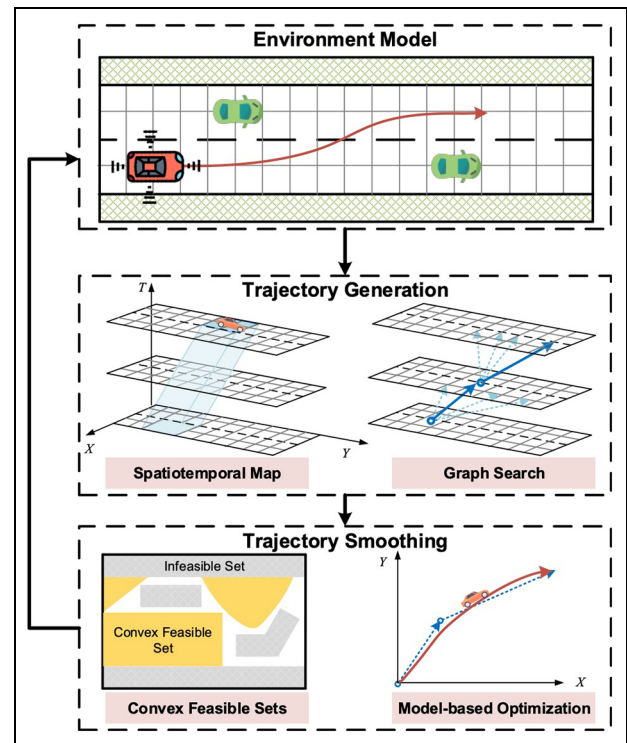 Environment Model
Trajectory Generation
T
X
Y
Spatiotemporal Map
Graph Search
Trajectory Smoothing
Infeasible Set
Convex Feasible
Set
Convex Feasible Sets
Y
X
Model-based Optimization